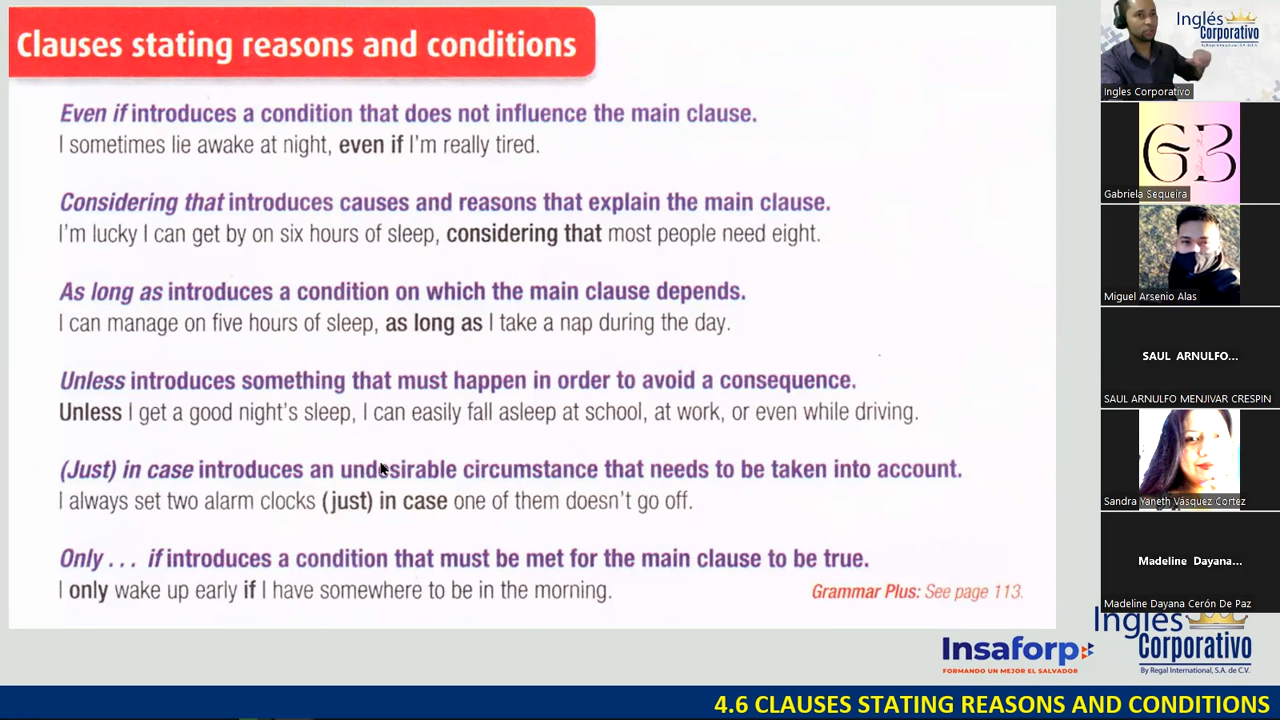 Clauses stating reasons and conditions
Even if introduces a condition that does not influence the main clause.
I sometimes lie awake at night, even if I'm really tired.
Considering that introduces causes and reasons that explain the main clause.
I'm lucky I can get by on six hours of sleep, considering that most people need eight.
As long as introduces a condition on which the main clause depends.
I can manage on five hours of sleep, as long as I take a nap during the day.
Unless introduces something that must happen in order to avoid a consequence.
Unless I get a good night's sleep, I can easily fall asleep at school, at work, or even while driving.
(Just) in case introduces an undesirable circumstance that needs to be taken into account.
I always set two alarm clocks (just) in case one of them doesn't go off.
Only . . . if introduces a condition that must be met for the main clause to be true.
I only wake up early if I have somewhere to be in the morning.
Grammar Plus: See page 113.
Inglés
Corporativo
By Regal International, S.A. de C.V.
Ingles Corporativo
GB
Gabriela Sequeira
Miguel Arsenio Alas
SAUL ARNULFO...
SAUL ARNULFO MENJIVAR CRESPIN
Sandra Yaneth Vásquez Cortez
Madeline Dayana...
Madeline Dayana Cerón De Paz
Insaforp
FORMANDO UN MEJOR EL SALVADOR
Inglés
Corporativo
By Regal International, S.A. de C.V.
4.6 CLAUSES STATING REASONS AND CONDITIONS